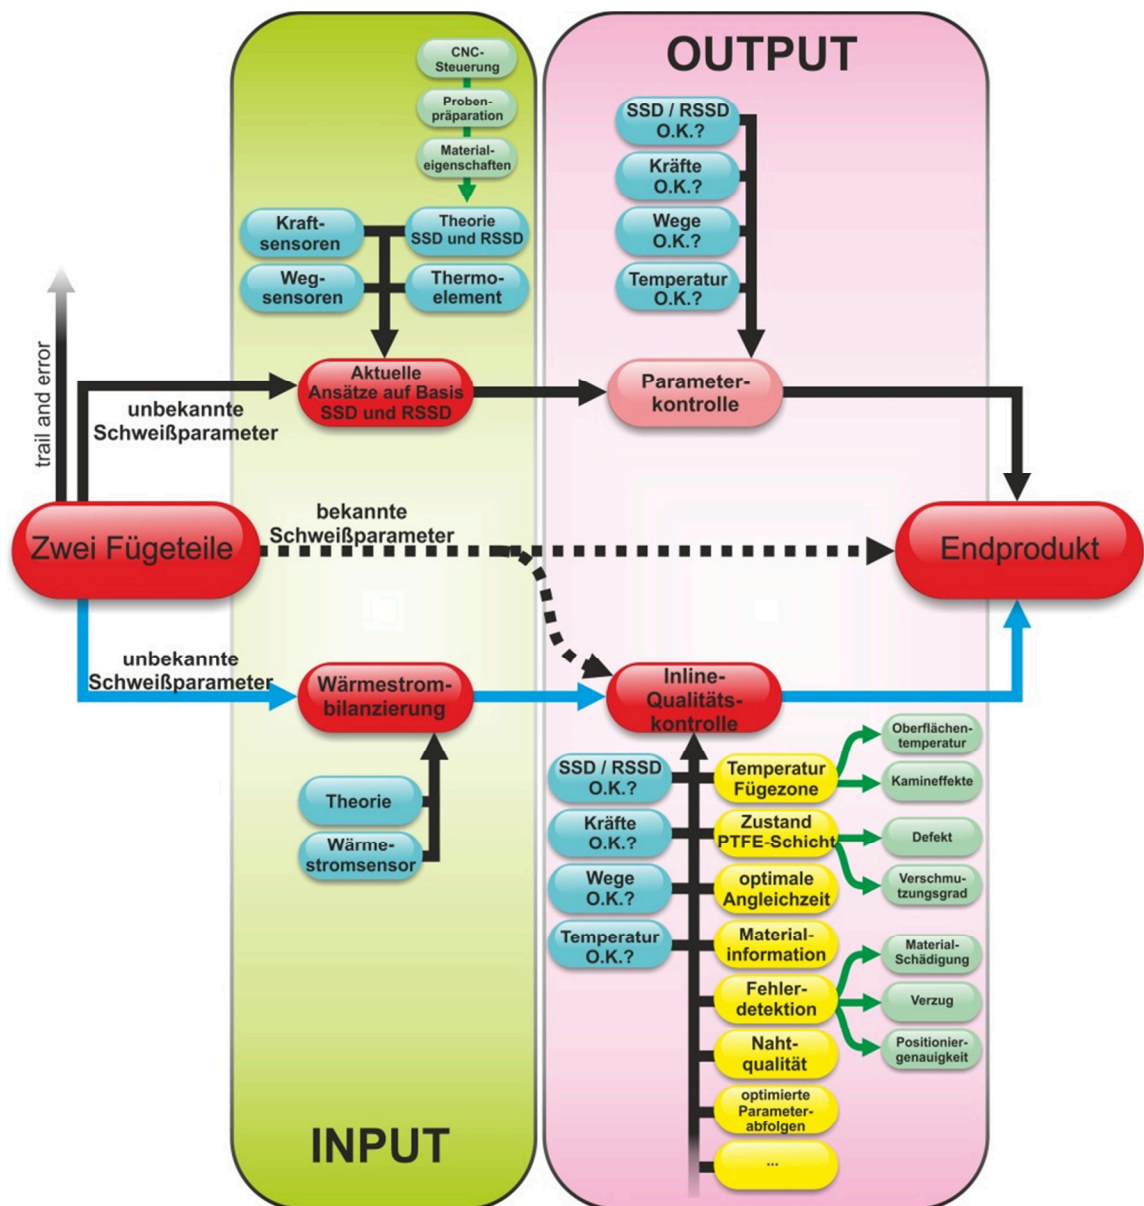 OUTPUT
CNC-
Steuerung
Proben-
präparation
Material-
eigenschaften
Kraft-
sensoren
Theorie
SSD und RSSD
Weg-
sensoren
Thermo-
element
SSD / RSSD
O.K.?
Kräfte
O.K.?
Wege
O.K.?
Temperatur
O.K.?
trail and error
unbekannte
Schweißparameter
Aktuelle
Ansätze auf Basis
SSD und RSSD
Parameter-
kontrolle
Zwei Fügeteile
bekannte
Schweißparameter
Endprodukt
unbekannte
Schweißparameter
Wärmestrom-
bilanzierung
Inline-
Qualitäts-
kontrolle
Theorie
Wärme-
stromsensor
SSD / RSSD
O.K.?
Kräfte
O.K.?
Wege
O.K.?
Temperatur
O.K.?
Temperatur
Fügezone
Zustand
PTFE-Schicht
optimale
Angleichzeit
Material-
information
Fehler-
detektion
Naht-
qualität
optimierte
Parameter-
abfolgen
...
Oberflächen-
temperatur
Kamineffekte
Defekt
Verschmu-
tzungsgrad
Material-
Schädigung
Verzug
Positionier-
genauigkeit
INPUT